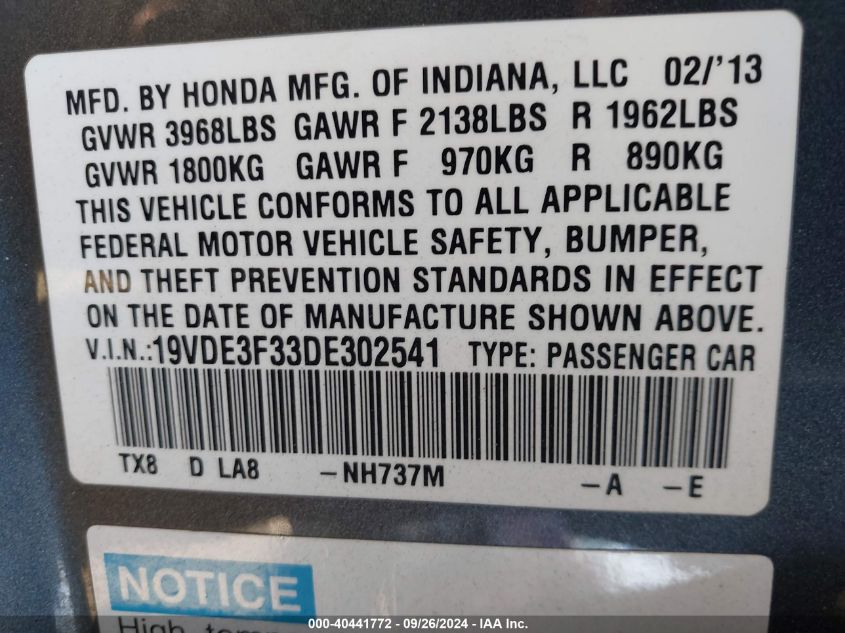 MFD. BY HONDA MFG. OF INDIANA, LLC 02/'13
GVWR 3968LBS GAWR F 2138LBS R 1962LBS
GVWR 1800KG GAWR F 970KG R 890KG
THIS VEHICLE CONFORMS TO ALL APPLICABLE
FEDERAL MOTOR VEHICLE SAFETY, BUMPER,
AND THEFT PREVENTION STANDARDS IN EFFECT
ON THE DATE OF MANUFACTURE SHOWN ABOVE.
V.I.N.:19VDE3F33DE302541 TYPE: PASSENGER CAR
TX8 D LA8 -NH737M -A -E
NOTICE
High
000-40441772 - 09/26/2024 - IAA Inc.